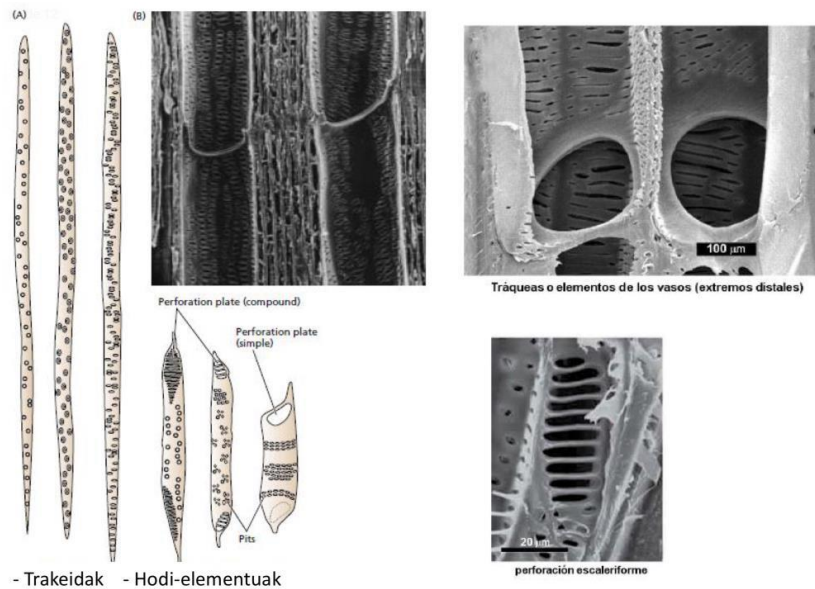 (A)
(B)
100 μm
Tráqueas o elementos de los vasos (extremos distales)
Perforation plate (compound)
Perforation plate
(simple)
Pits
20 μm
perforación escaleriforme
- Trakeidak - Hodi-elementuak